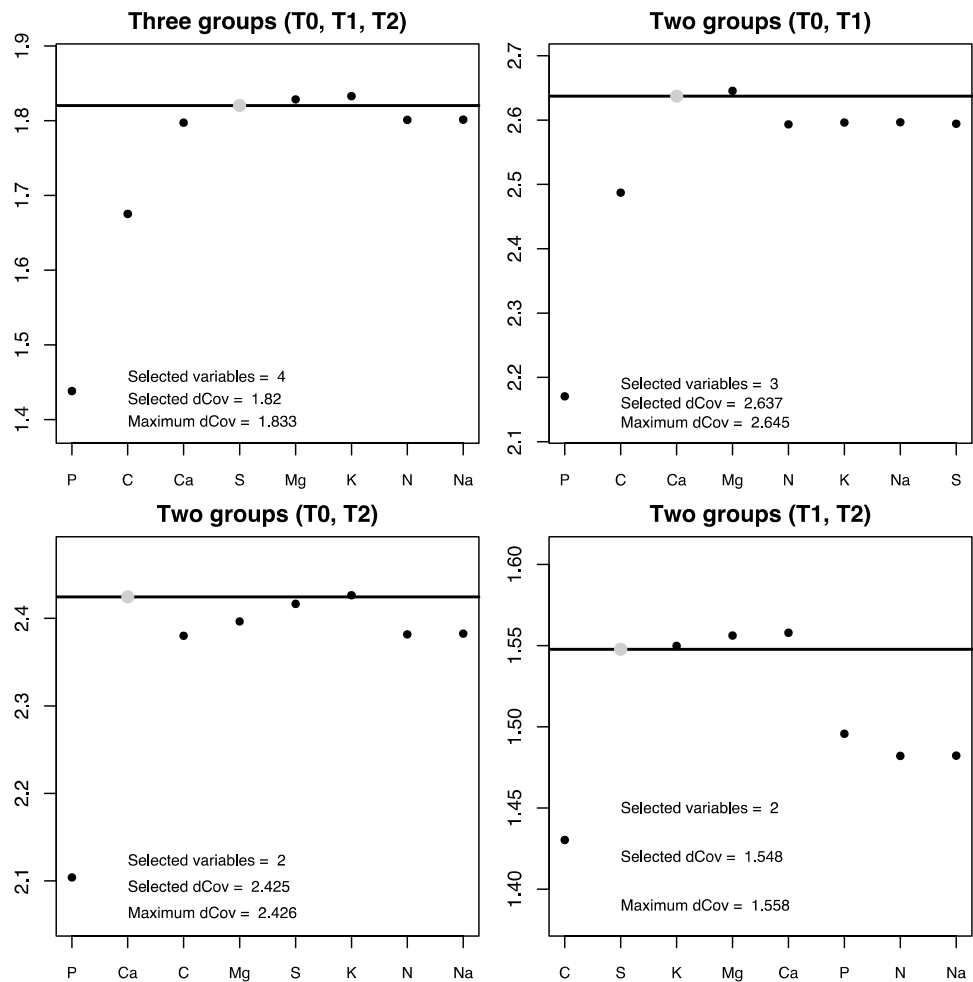 Three groups (T0, T1, T2)
1.9
1.8
1.7
1.6
1.5
1.4
Selected variables = 4
Selected dCov = 1.82
Maximum dCov = 1.833
P C Ca S Mg K N Na
Two groups (T0, T1)
2.7
2.6
2.5
2.4
2.3
2.2
2.1
Selected variables = 3
Selected dCov = 2.637
Maximum dCov = 2.645
P C Ca Mg N K Na S
Two groups (T0, T2)
2.4
2.3
2.2
2.1
Selected variables = 2
Selected dCov = 2.425
Maximum dCov = 2.426
P Ca C Mg S K N Na
Two groups (T1, T2)
1.60
1.55
1.50
1.45
1.40
Selected variables = 2
Selected dCov = 1.548
Maximum dCov = 1.558
C S K Mg Ca P N Na